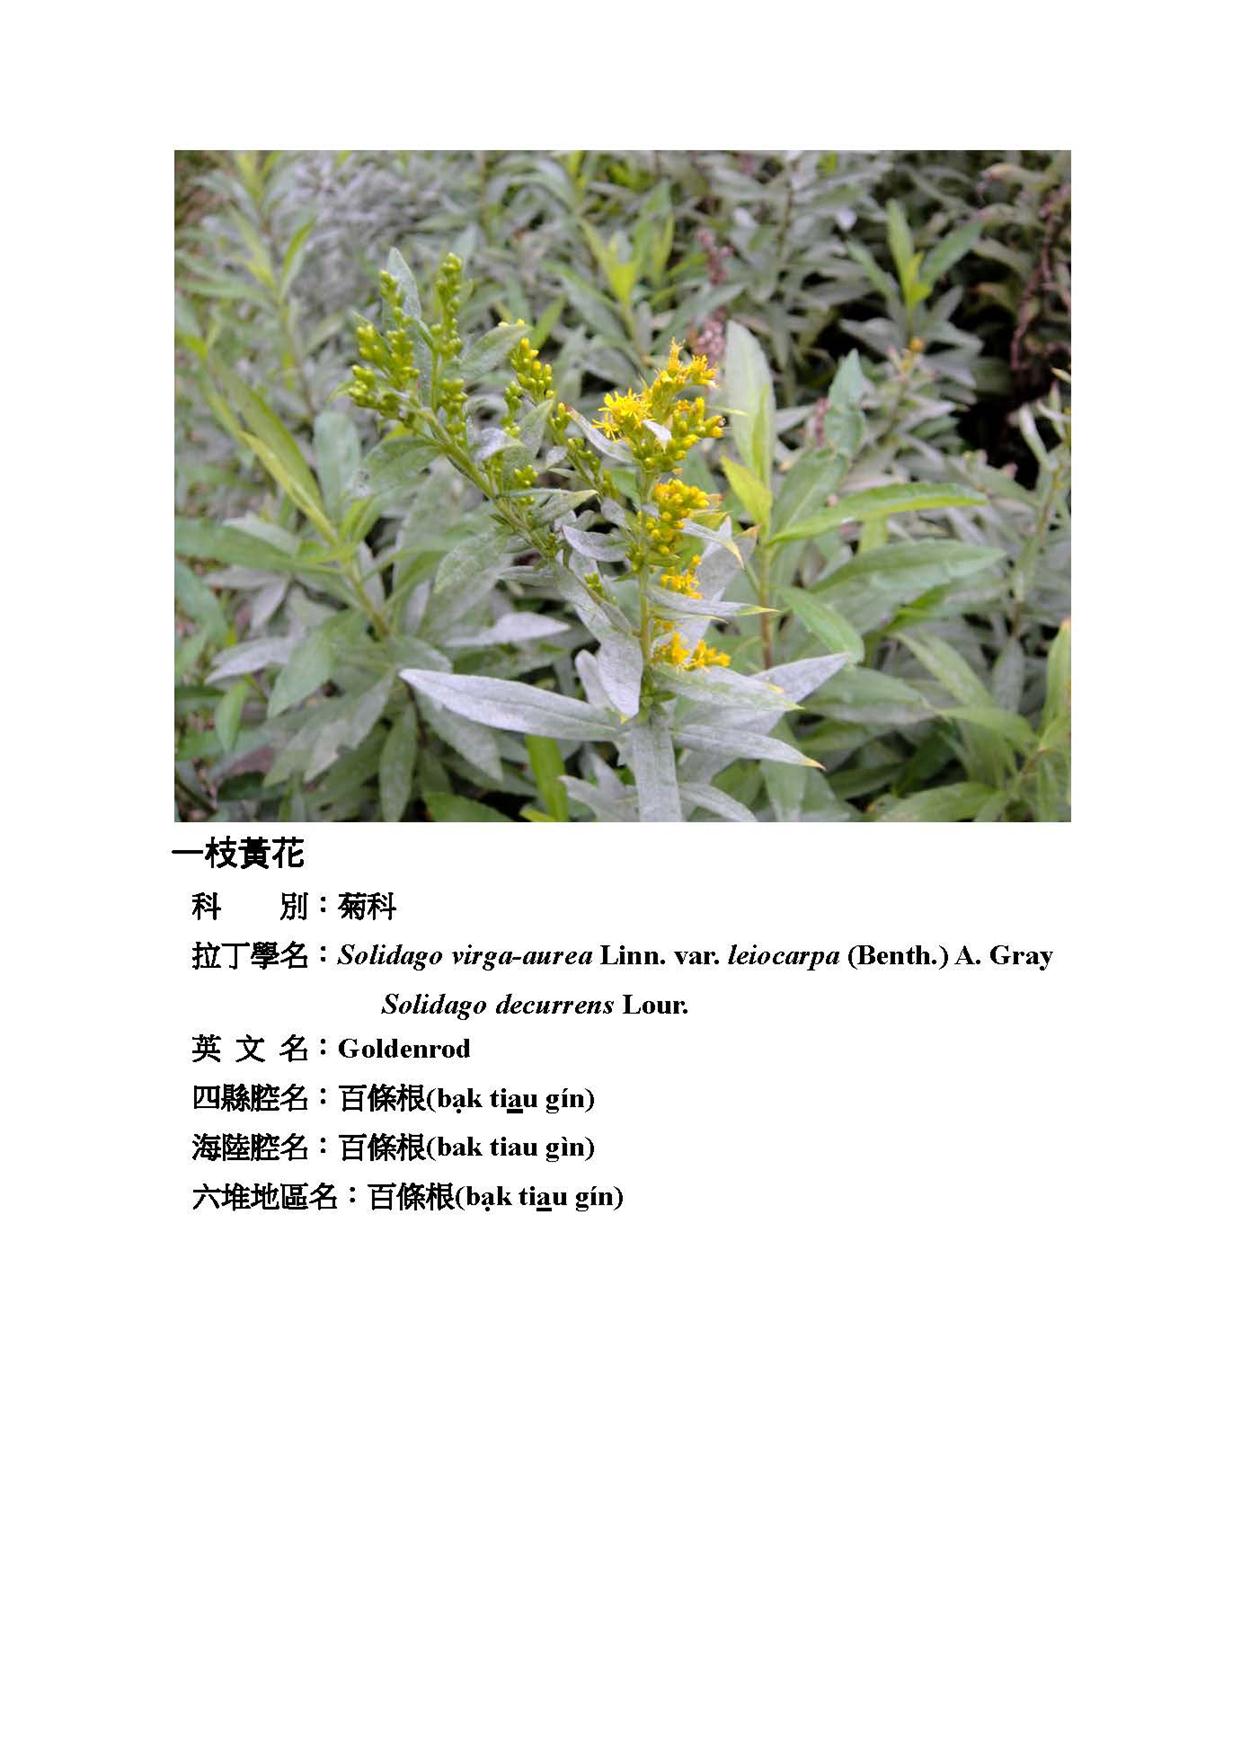 一枝黃花
科　　別：菊科
拉丁學名：Solidago virga-aurea Linn. var. leiocarpa (Benth.) A. Gray
Solidago decurrens Lour.
英 文 名：Goldenrod
四縣腔名：百條根(bạk tia̲u gín)
海陸腔名：百條根(bak tiau gìn)
六堆地區名：百條根(bạk tia̲u gín)